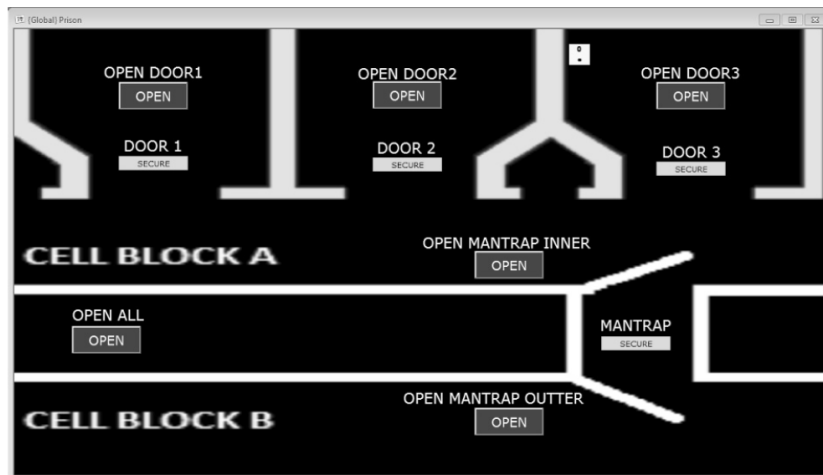 (Global) Prison
OPEN DOOR1
OPEN
OPEN DOOR2
OPEN
OPEN DOOR3
OPEN
0
DOOR 1
SECURE
DOOR 2
SECURE
DOOR 3
SECURE
CELL BLOCK A
OPEN MANTRAP INNER
OPEN
OPEN ALL
OPEN
MANTRAP
SECURE
OPEN MANTRAP OUTTER
OPEN
CELL BLOCK B